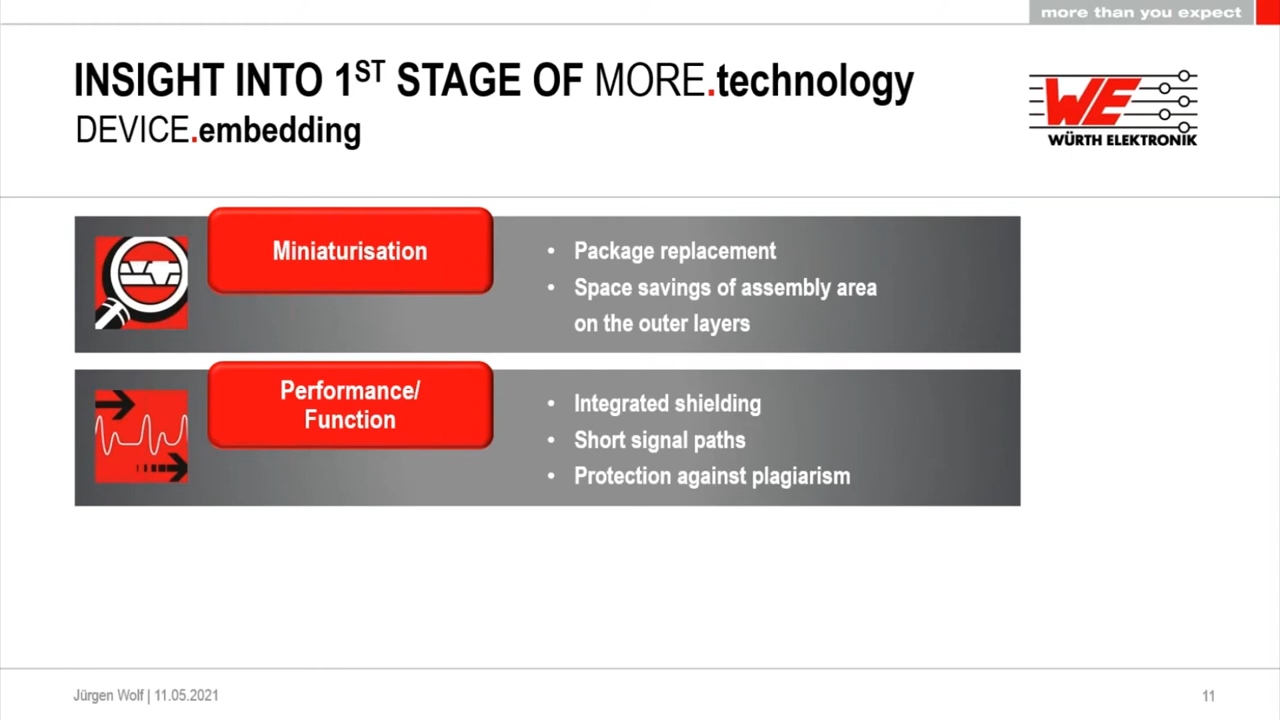 more than you expect
INSIGHT INTO 1ST STAGE OF MORE.technology
DEVICE.embedding
WE
WÜRTH ELEKTRONIK
Miniaturisation
• Package replacement
• Space savings of assembly area
on the outer layers
Performance/
Function
• Integrated shielding
• Short signal paths
• Protection against plagiarism
Jürgen Wolf | 11.05.2021
11